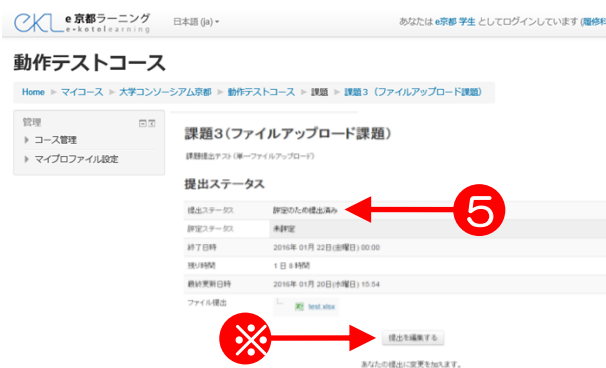 e京都ラーニング
e-kotolearning
日本語 (ja)
あなたは e京都 学生 としてログインしています (履修科
動作テストコース
Home ▶ マイコース ▶ 大学コンソーシアム京都 ▶ 動作テストコース ▶ 課題 ▶ 課題３（ファイルアップロード課題）
管理
コース管理
マイプロファイル設定
課題3（ファイルアップロード課題）
課題提出テスト（単一ファイルアップロード）
提出ステータス
提出ステータス 評定のため提出済み
5
評定ステータス 未評定
終了日時 2016年 01月 22日(金曜日) 00:00
残り時間 1 日 8 時間
最終更新日時 2016年 01月 20日(水曜日) 15:54
ファイル提出 test.xlsx
※
提出を編集する
あなたの提出に変更を加えます。